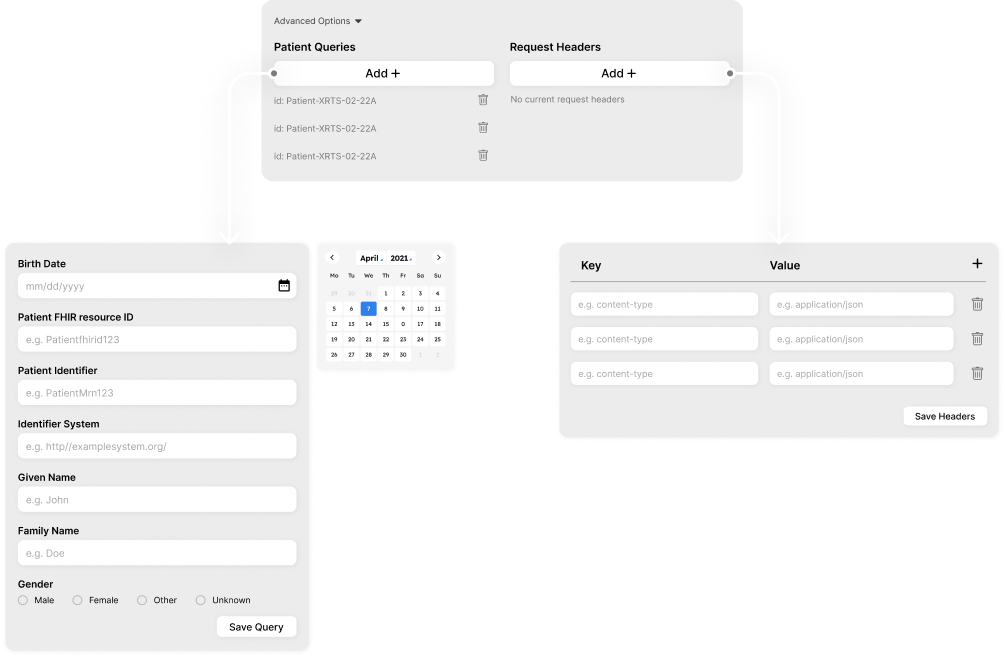 Advanced Options
Patient Queries
Request Headers
Add +
Add +
id: Patient-XRTS-02-22A
No current request headers
id: Patient-XRTS-02-22A
id: Patient-XRTS-02-22A
Birth Date
mm/dd/yyyy
Patient FHIR resource ID
e.g. Patientfhirid123
Patient Identifier
e.g. PatientMrn123
Identifier System
e.g. http//examplesystem.org/
Given Name
e.g. John
Family Name
e.g. Doe
Gender
Male Female Other Unknown
Save Query
< April 2021 >
Mo Tu We Th Fr Sa Su
29 30 31 1 2 3 4
5 6 7 8 9 10 11
12 13 14 15 0 17 18
19 20 21 22 23 24 25
26 27 28 29 30 1 2
Key Value +
e.g. content-type e.g. application/json
e.g. content-type e.g. application/json
e.g. content-type e.g. application/json
Save Headers